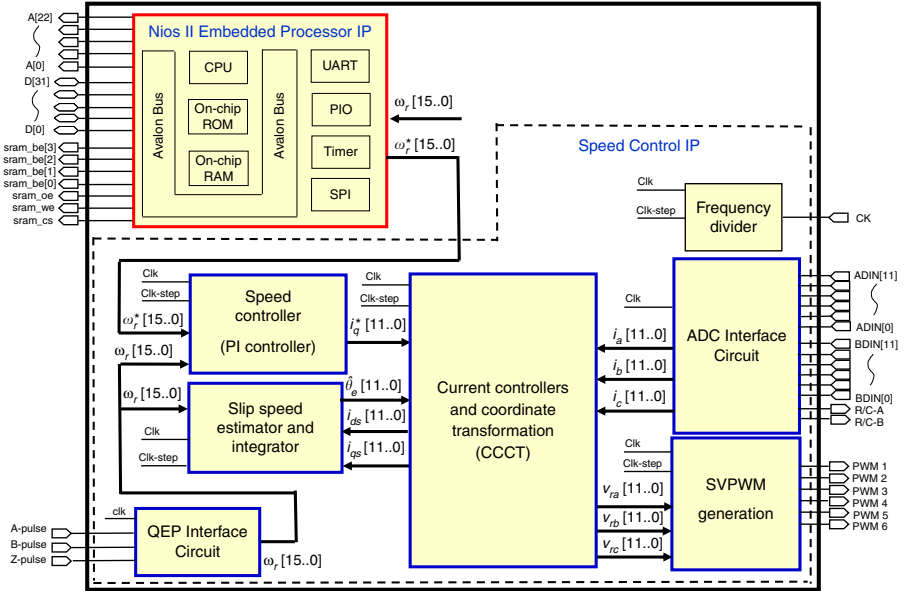 A[22]
A[0]
D[31]
D[0]
sram_be[3]
sram_be[2]
sram_be[1]
sram_be[0]
sram_oe
sram_we
sram_cs
Nios II Embedded Processor IP
Avalon Bus
CPU
On-chip
ROM
On-chip
RAM
Avalon Bus
UART
PIO
Timer
SPI
ωr [15..0]
ω*r [15..0]
Speed Control IP
Clk
Clk-step
Frequency
divider
CK
Clk
Clk-step
ω*r [15..0]
ωr [15..0]
Speed
controller
(PI controller)
Clk
Clk-step
i*q [11..0]
ωr [15..0]
Clk
Clk-step
Slip speed
estimator and
integrator
θ̂e [11..0]
ids [11..0]
iqs [11..0]
Current controllers
and coordinate
transformation
(CCCT)
Clk
ia [11..0]
ib [11..0]
ic [11..0]
ADC Interface
Circuit
ADIN[11]
ADIN[0]
BDIN[11]
BDIN[0]
R/C-A
R/C-B
Clk
Clk-step
vra [11..0]
vrb [11..0]
vrc [11..0]
SVPWM
generation
PWM 1
PWM 2
PWM 3
PWM 4
PWM 5
PWM 6
A-pulse
B-pulse
Z-pulse
clk
QEP Interface
Circuit
ωr [15..0]